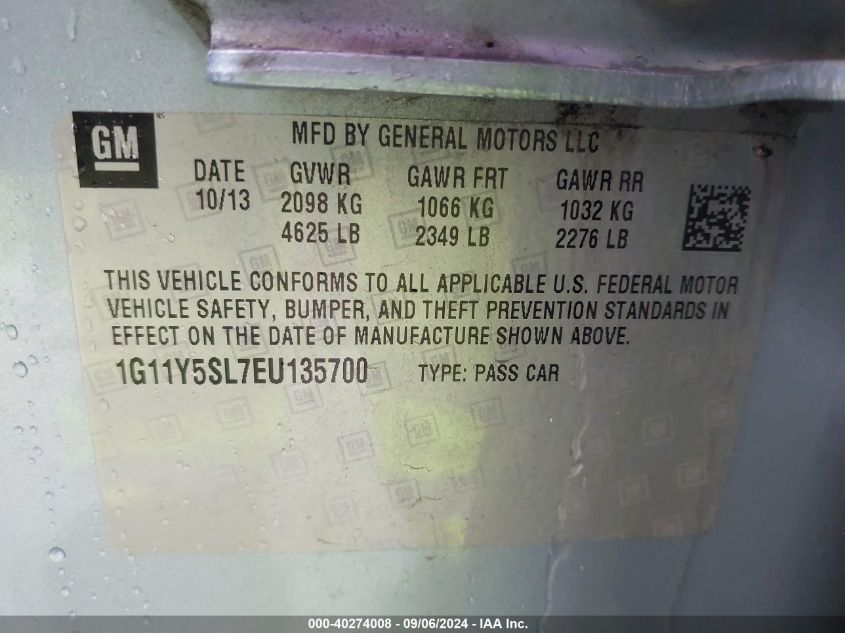 GM
MFD BY GENERAL MOTORS LLC
DATE GVWR GAWR FRT GAWR RR
10/13 2098 KG 1066 KG 1032 KG
4625 LB 2349 LB 2276 LB
THIS VEHICLE CONFORMS TO ALL APPLICABLE U.S. FEDERAL MOTOR
VEHICLE SAFETY, BUMPER, AND THEFT PREVENTION STANDARDS IN
EFFECT ON THE DATE OF MANUFACTURE SHOWN ABOVE.
1G11Y5SL7EU135700 TYPE: PASS CAR
000-40274008 - 09/06/2024 - IAA Inc.